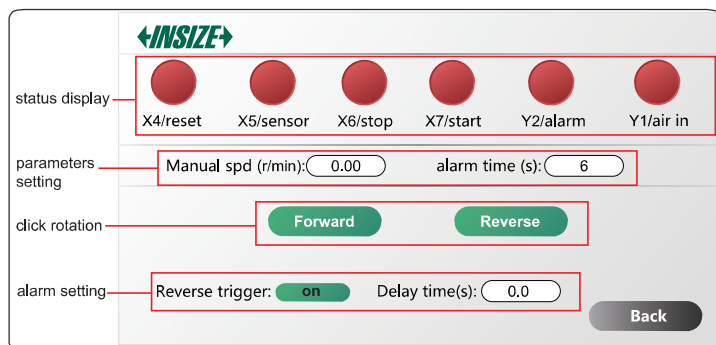 INSIZE
status display
X4/reset X5/sensor X6/stop X7/start Y2/alarm Y1/air in
parameters
setting
Manual spd (r/min): 0.00 alarm time (s): 6
click rotation
Forward Reverse
alarm setting
Reverse trigger: on Delay time(s): 0.0
Back